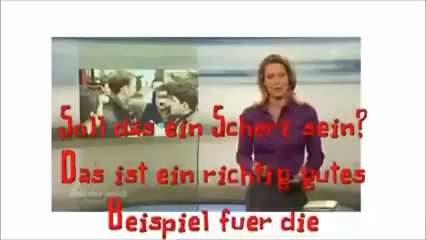 Soll das ein Scherz sein?
Das ist ein richtig gutes
Beispiel fuer die